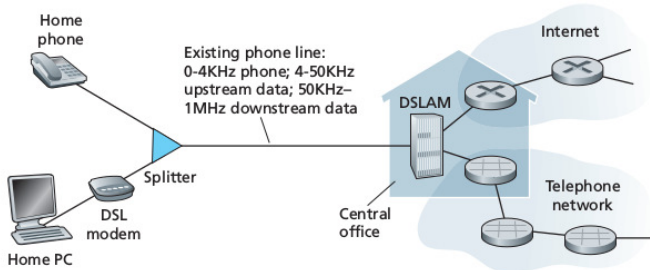 Home
phone
Existing phone line:
0-4KHz phone; 4-50KHz
upstream data; 50KHz–
1MHz downstream data
Internet
DSLAM
Splitter
DSL
modem
Home PC
Central
office
Telephone
network